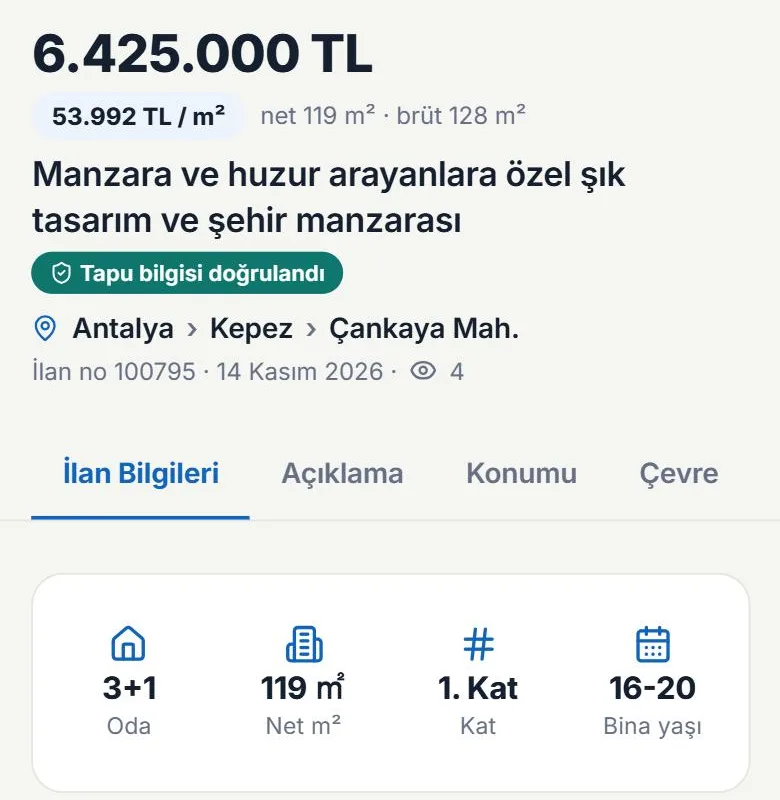 6.425.000 TL
53.992 TL / m² net 119 m² · brüt 128 m²
Manzara ve huzur arayanlara özel şık
tasarım ve şehir manzarası
Tapu bilgisi doğrulandı
Antalya › Kepez › Çankaya Mah.
İlan no 100795 · 14 Kasım 2026 · 4
İlan Bilgileri Açıklama Konumu Çevre
3+1 119 ㎡ 1. Kat 16-20
Oda Net m² Kat Bina yaşı